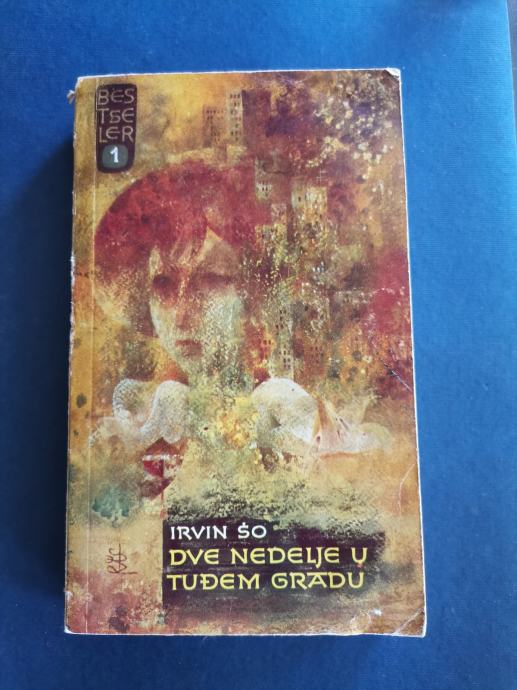 BES
TSE
LER
1
IRVIN ŠO
DVE NEDELJE U
TUĐEM GRADU